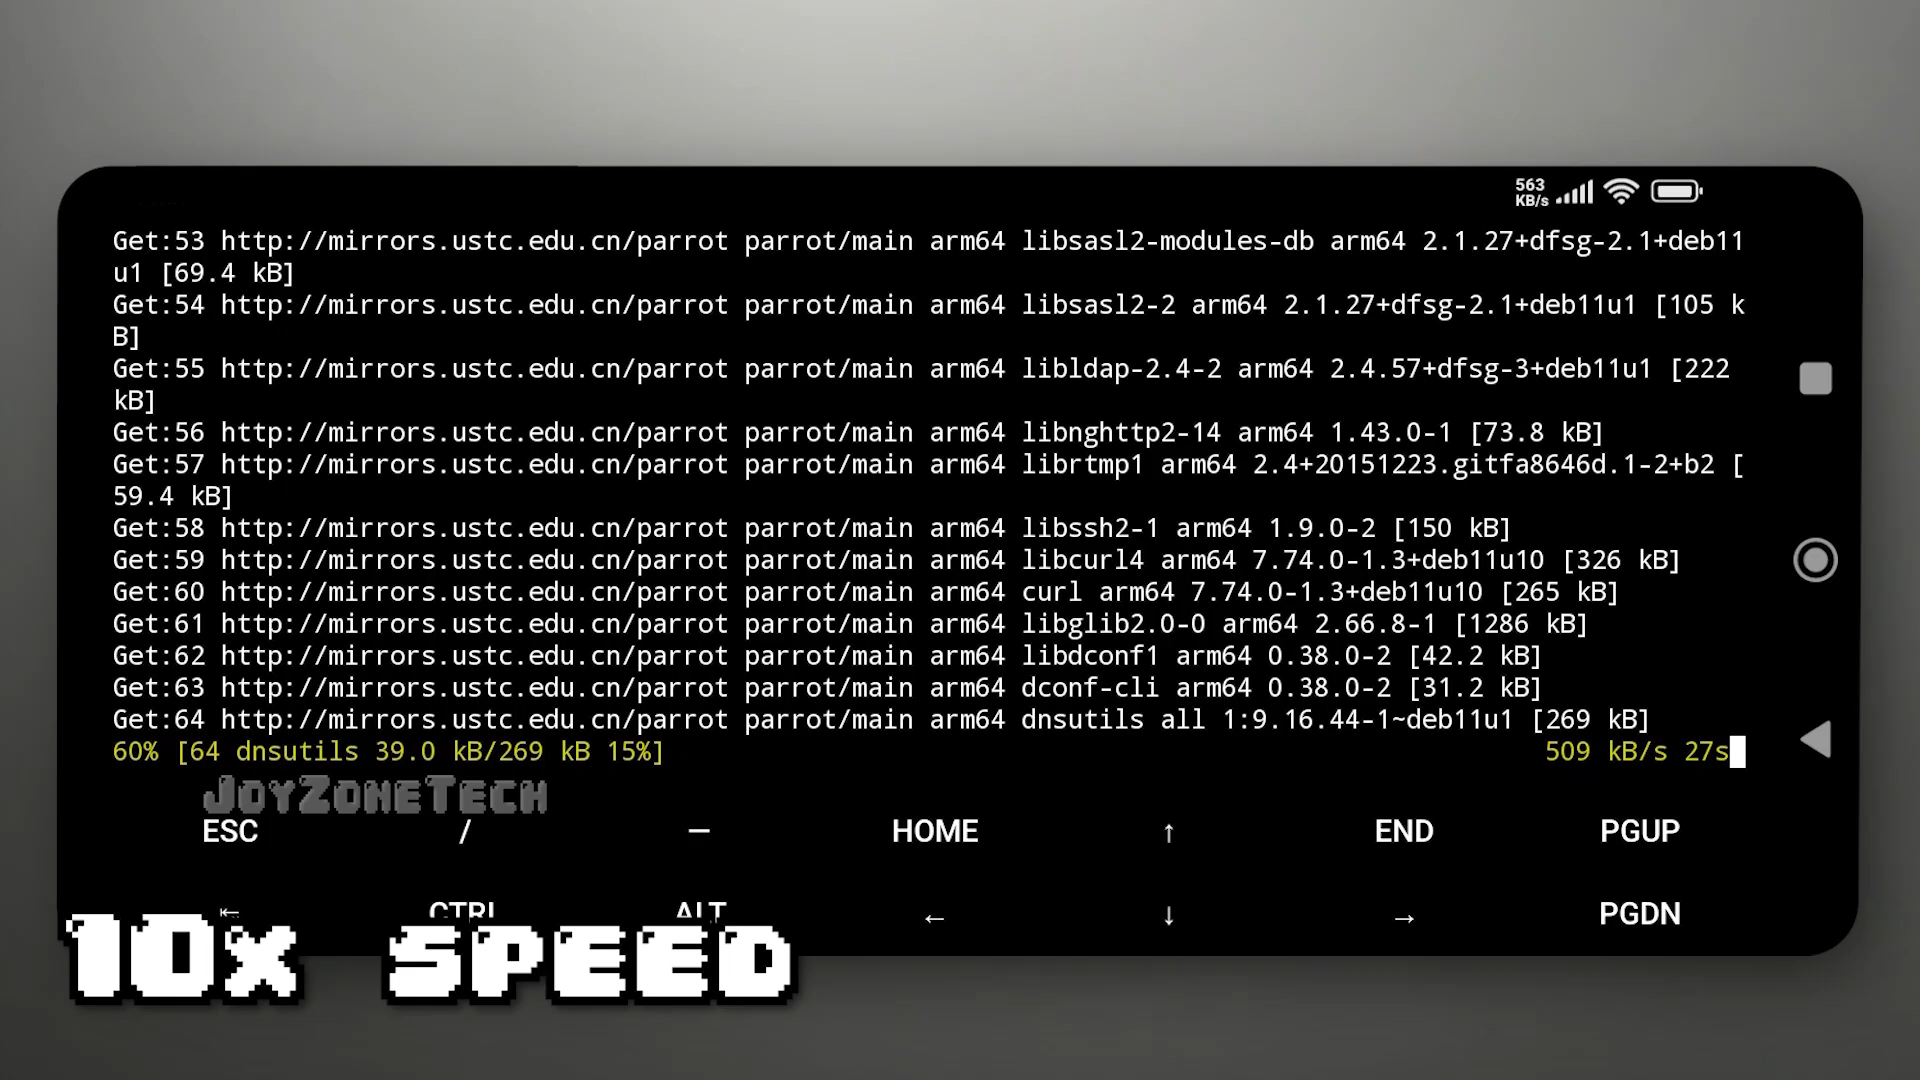 563
KB/s
Get:53 http://mirrors.ustc.edu.cn/parrot parrot/main arm64 libsasl2-modules-db arm64 2.1.27+dfsg-2.1+deb11
u1 [69.4 kB]
Get:54 http://mirrors.ustc.edu.cn/parrot parrot/main arm64 libsasl2-2 arm64 2.1.27+dfsg-2.1+deb11u1 [105 k
B]
Get:55 http://mirrors.ustc.edu.cn/parrot parrot/main arm64 libldap-2.4-2 arm64 2.4.57+dfsg-3+deb11u1 [222
kB]
Get:56 http://mirrors.ustc.edu.cn/parrot parrot/main arm64 libnghttp2-14 arm64 1.43.0-1 [73.8 kB]
Get:57 http://mirrors.ustc.edu.cn/parrot parrot/main arm64 librtmp1 arm64 2.4+20151223.gitfa8646d.1-2+b2 [
59.4 kB]
Get:58 http://mirrors.ustc.edu.cn/parrot parrot/main arm64 libssh2-1 arm64 1.9.0-2 [150 kB]
Get:59 http://mirrors.ustc.edu.cn/parrot parrot/main arm64 libcurl4 arm64 7.74.0-1.3+deb11u10 [326 kB]
Get:60 http://mirrors.ustc.edu.cn/parrot parrot/main arm64 curl arm64 7.74.0-1.3+deb11u10 [265 kB]
Get:61 http://mirrors.ustc.edu.cn/parrot parrot/main arm64 libglib2.0-0 arm64 2.66.8-1 [1286 kB]
Get:62 http://mirrors.ustc.edu.cn/parrot parrot/main arm64 libdconf1 arm64 0.38.0-2 [42.2 kB]
Get:63 http://mirrors.ustc.edu.cn/parrot parrot/main arm64 dconf-cli arm64 0.38.0-2 [31.2 kB]
Get:64 http://mirrors.ustc.edu.cn/parrot parrot/main arm64 dnsutils all 1:9.16.44-1~deb11u1 [269 kB]
60% [64 dnsutils 39.0 kB/269 kB 15%] 509 kB/s 27s
JoyZoneTech
ESC / — HOME ↑ END PGUP
⇤ CTRL ALT ← ↓ → PGDN
10x SPEED